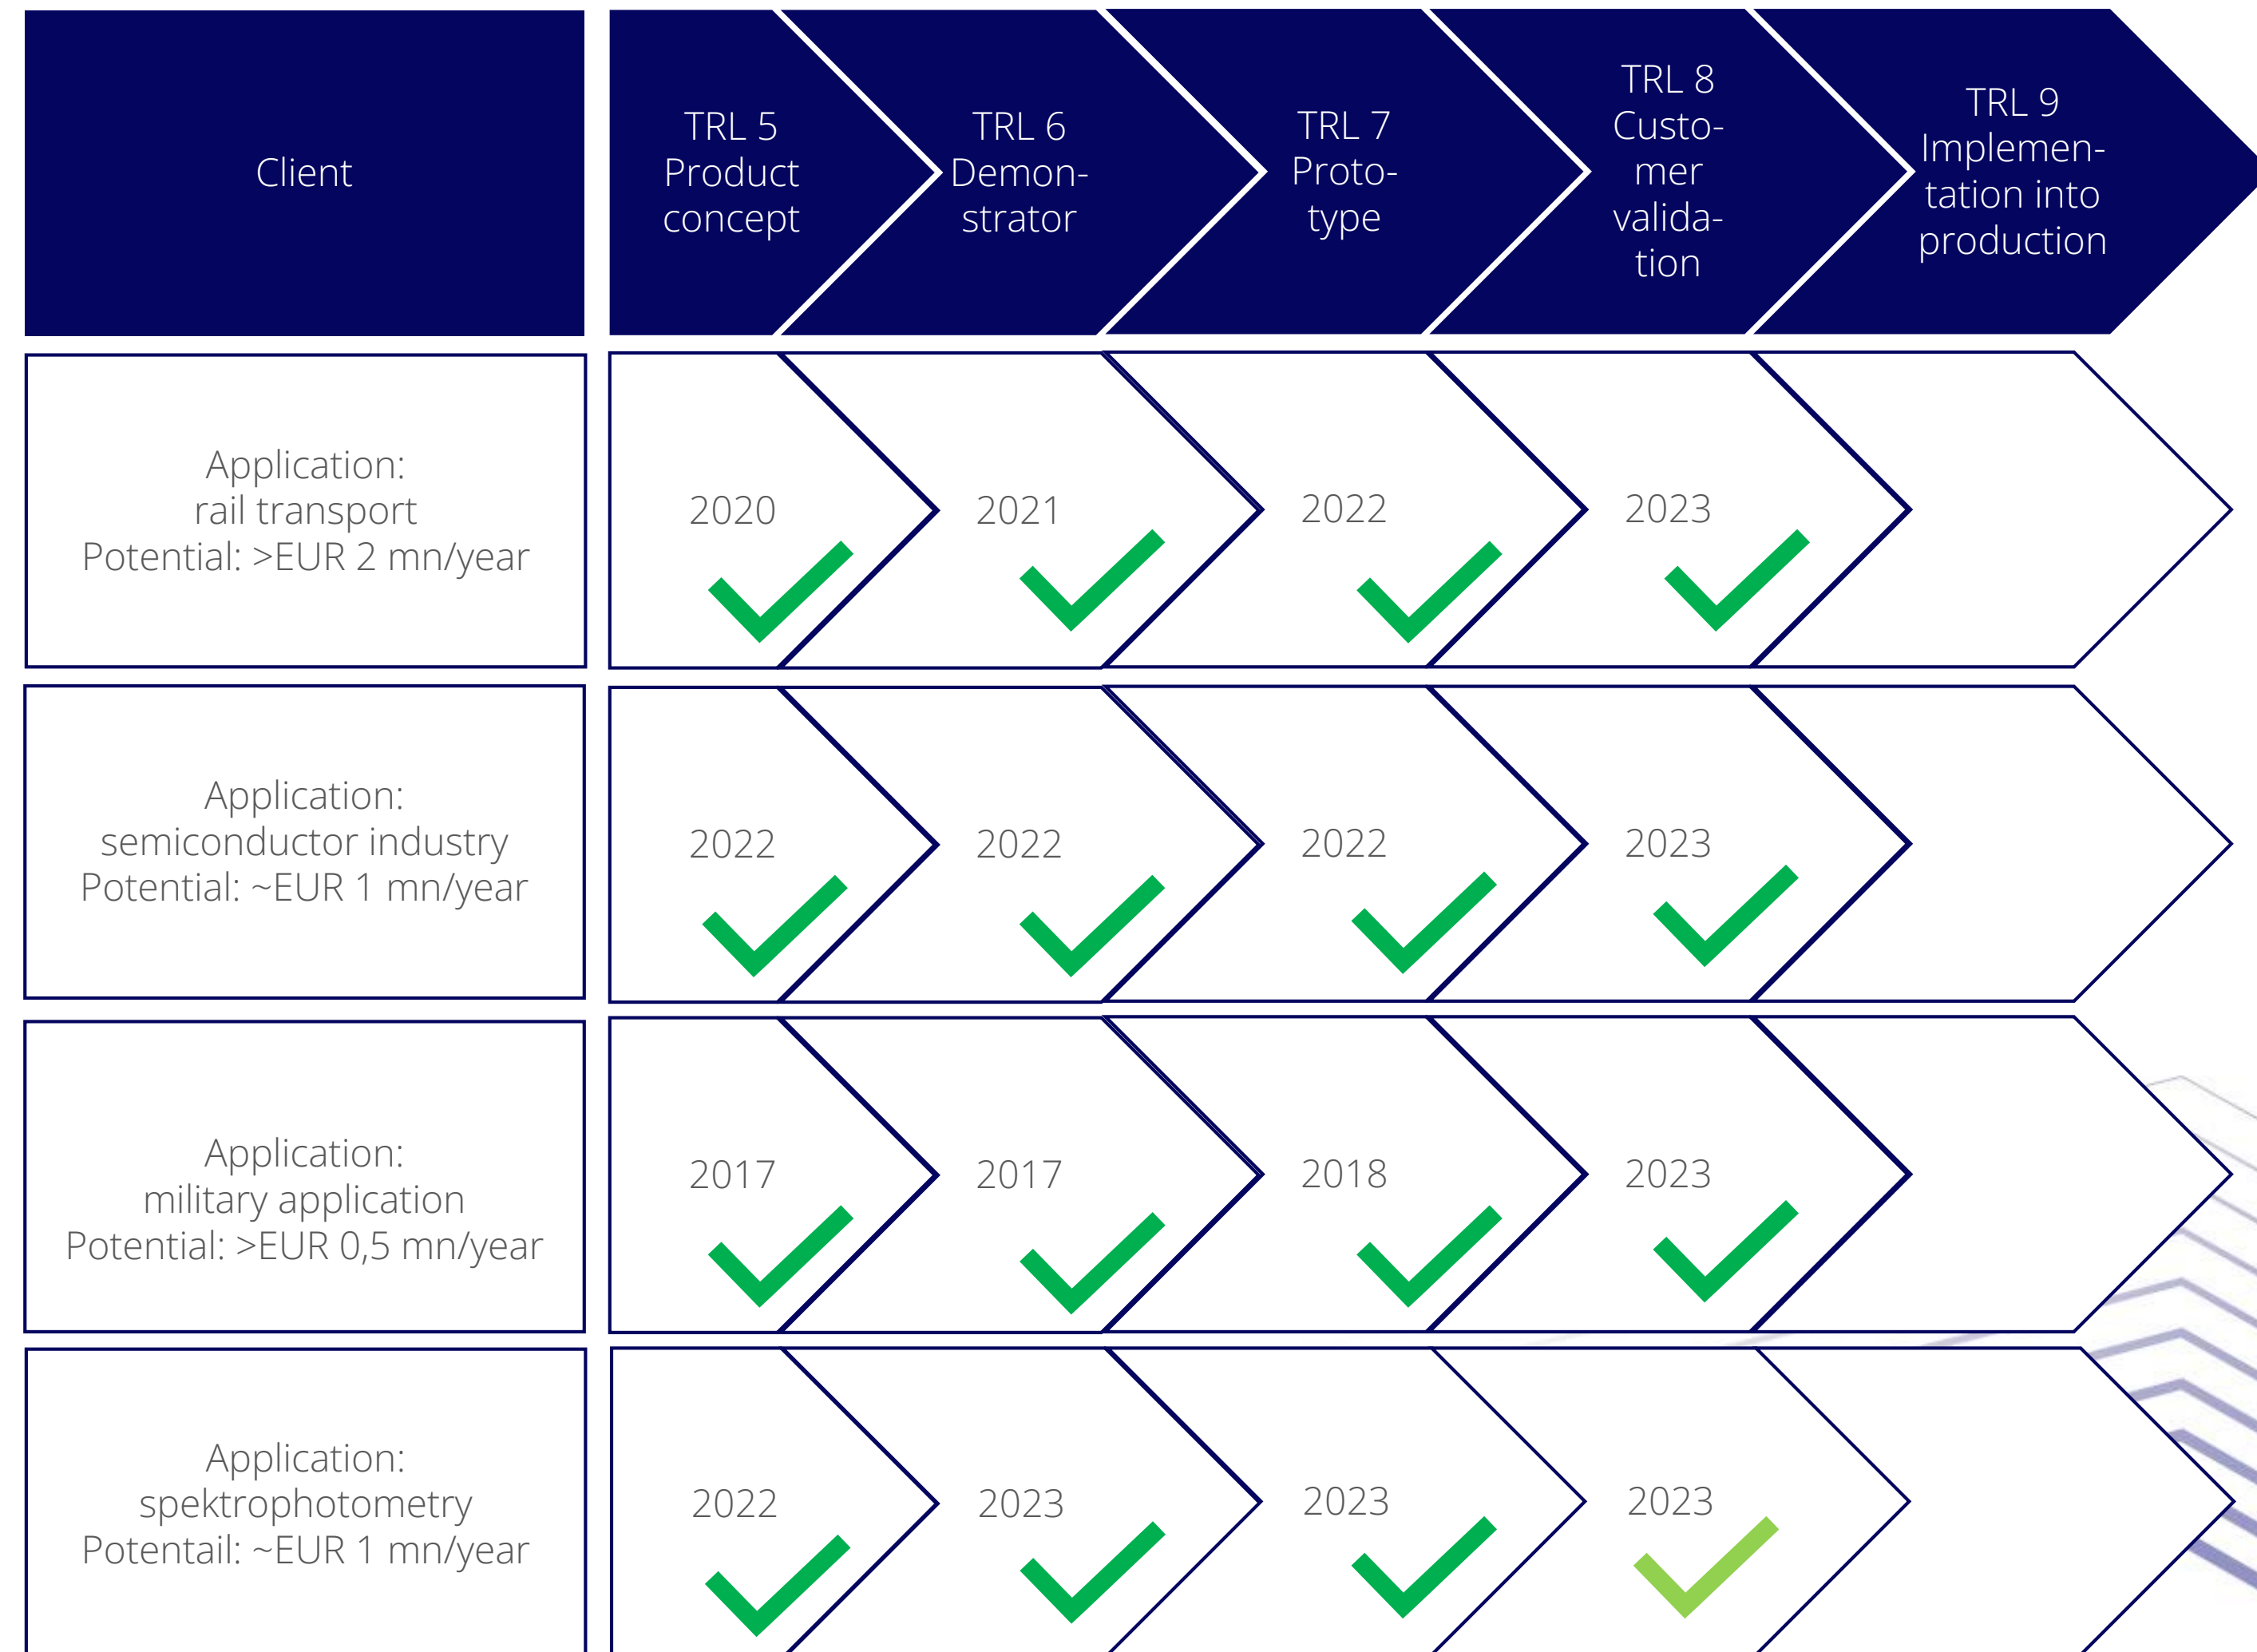 Client
TRL 5
Product
concept
TRL 6
Demon-
strator
TRL 7
Proto-
type
TRL 8
Custo-
mer
valida-
tion
TRL 9
Implemen-
tation into
production
Application:
rail transport
Potential: >EUR 2 mn/year
2020
2021
2022
2023
Application:
semiconductor industry
Potential: ~EUR 1 mn/year
2022
2022
2022
2023
Application:
military application
Potential: >EUR 0,5 mn/year
2017
2017
2018
2023
Application:
spektrophotometry
Potentail: ~EUR 1 mn/year
2022
2023
2023
2023